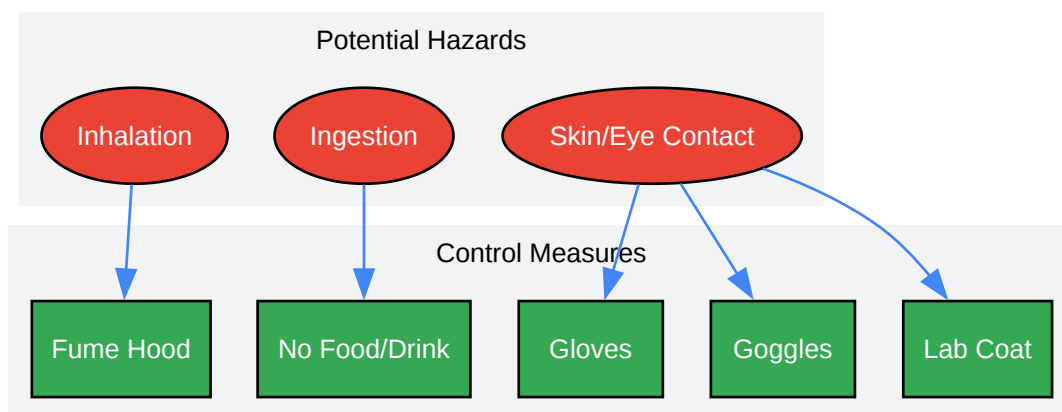 Potential Hazards
Inhalation
Ingestion
Skin/Eye Contact
Control Measures
Fume Hood
No Food/Drink
Gloves
Goggles
Lab Coat